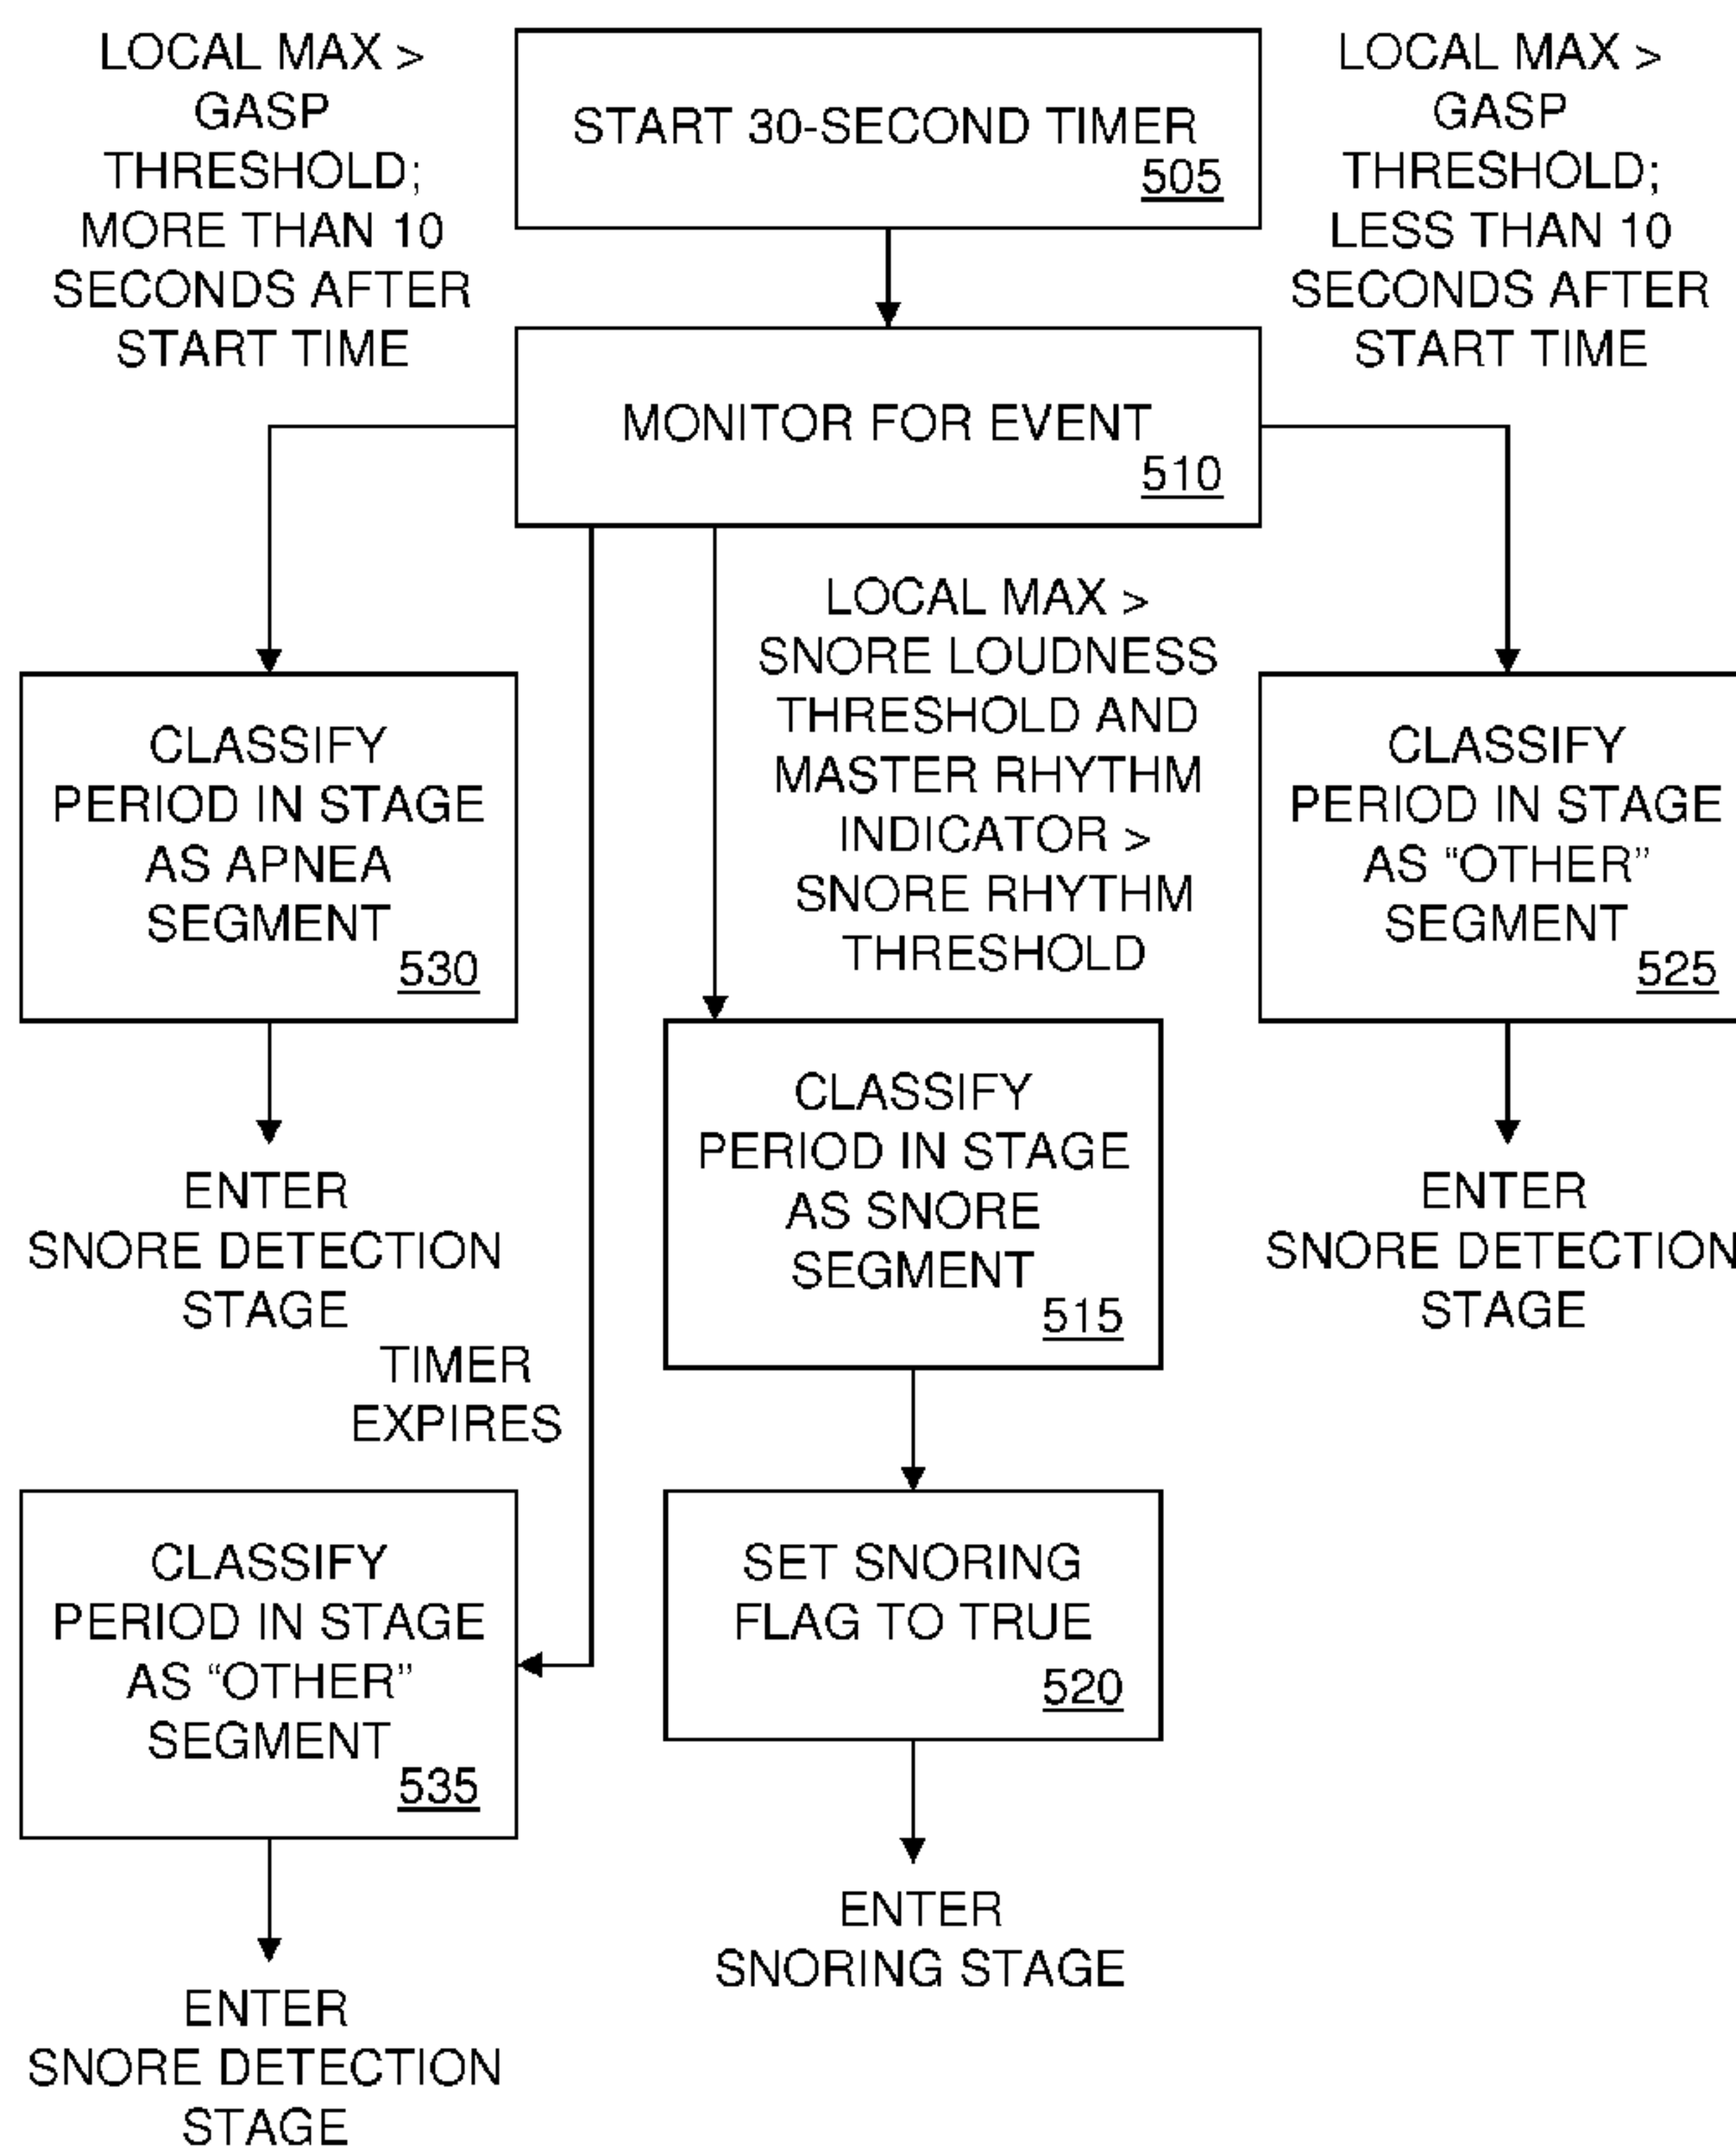 LOCAL MAX >
GASP
THRESHOLD;
MORE THAN 10
SECONDS AFTER
START TIME
START 30-SECOND TIMER
505
LOCAL MAX >
GASP
THRESHOLD;
LESS THAN 10
SECONDS AFTER
START TIME
MONITOR FOR EVENT
510
LOCAL MAX >
SNORE LOUDNESS
THRESHOLD AND
MASTER RHYTHM
INDICATOR >
SNORE RHYTHM
THRESHOLD
CLASSIFY
PERIOD IN STAGE
AS APNEA
SEGMENT
530
CLASSIFY
PERIOD IN STAGE
AS “OTHER”
SEGMENT
525
ENTER
SNORE DETECTION
STAGE
CLASSIFY
PERIOD IN STAGE
AS SNORE
SEGMENT
515
ENTER
SNORE DETECTION
STAGE
TIMER
EXPIRES
CLASSIFY
PERIOD IN STAGE
AS “OTHER”
SEGMENT
535
SET SNORING
FLAG TO TRUE
520
ENTER
SNORING STAGE
ENTER
SNORE DETECTION
STAGE